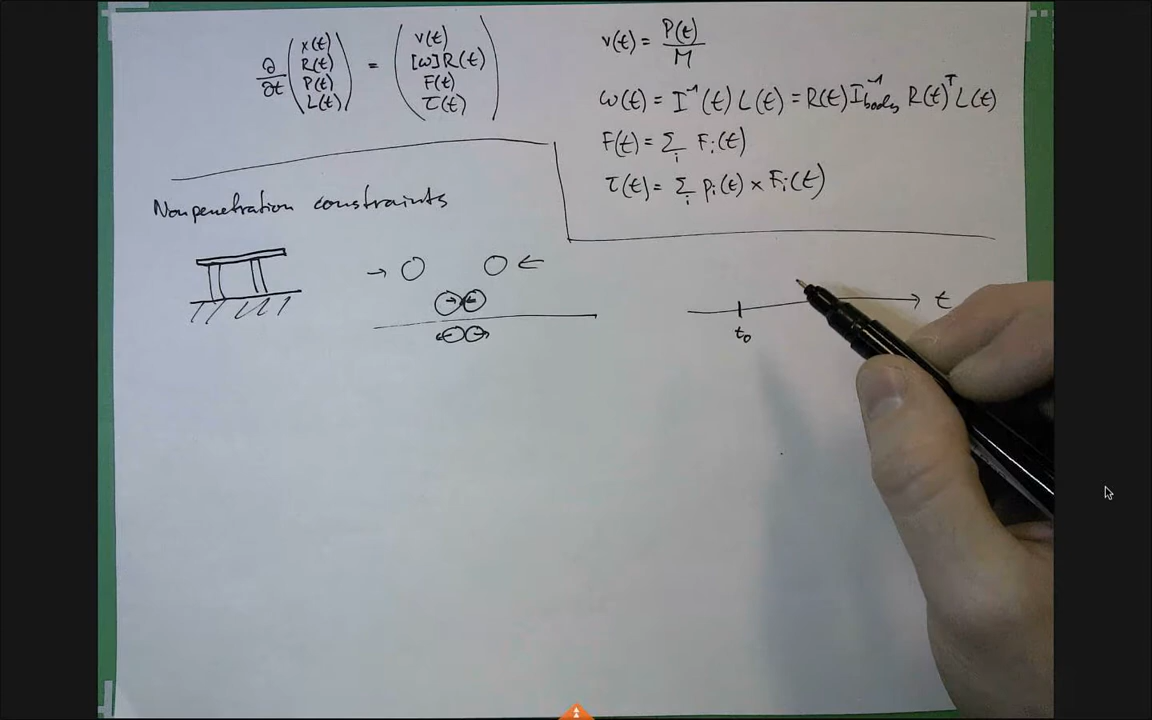 ∂/∂t (x(t) R(t) P(t) L(t)) = (v(t) [ω]R(t) F(t) τ(t))
v(t) = P(t)/M
ω(t) = I⁻¹(t) L(t) = R(t) I⁻¹body R(t)ᵀ L(t)
F(t) = Σᵢ Fᵢ(t)
τ(t) = Σᵢ pᵢ(t) × Fᵢ(t)
Nonpenetration constraints
t
t₀